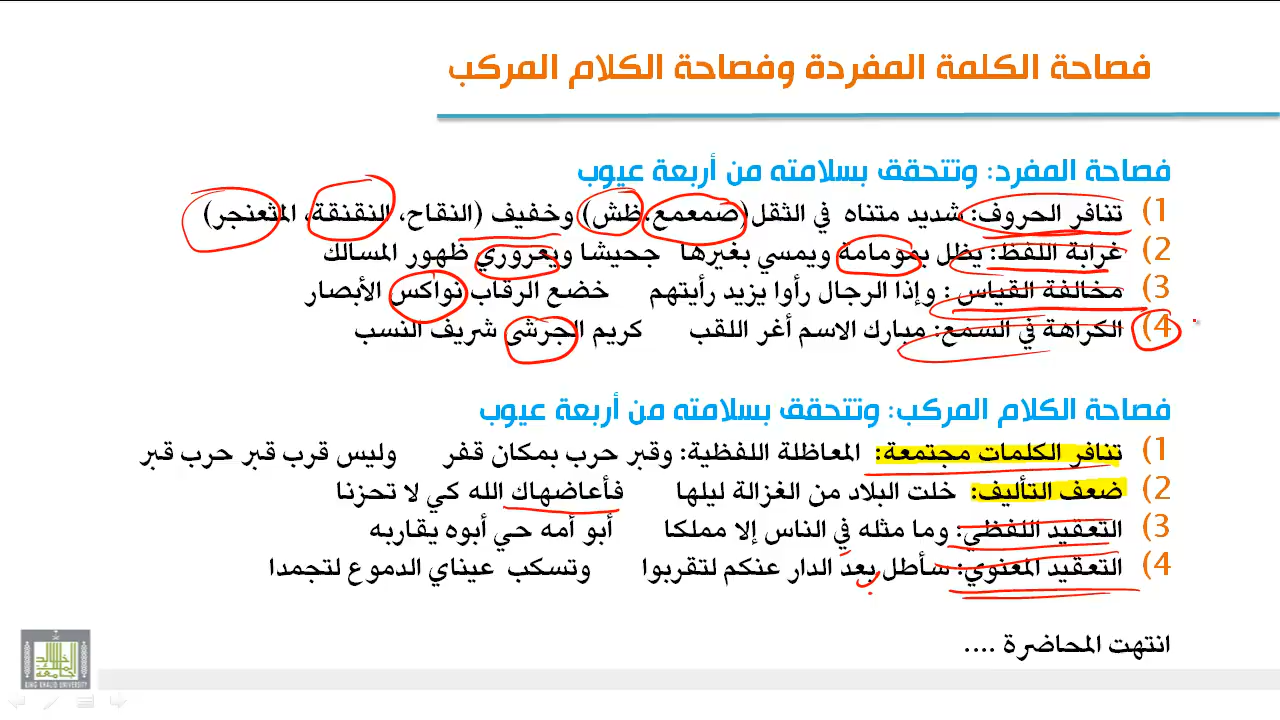 فصاحة الكلمة المفردة وفصاحة الكلام المركب
فصاحة المفرد: وتتحقق بسلامته من أربعة عيوب
1) تنافر الحروف: شديد متناه في الثقل (صمعمع، ظش) وخفيف (النقاح، النقنقة، المثعنجر)
2) غرابة اللفظ: يظل بمومامة ويمسي بغيرها جحيشا ويعروري ظهور المسالك
3) مخالفة القياس : وإذا الرجال رأوا يزيد رأيتهم خضع الرقاب نواكس الأبصار
4) الكراهة في السمع: مبارك الاسم أغر اللقب كريم الجرشى شريف النسب
فصاحة الكلام المركب: وتتحقق بسلامته من أربعة عيوب
1) تنافر الكلمات مجتمعة: المعاظلة اللفظية: وقبر حرب بمكان قفر وليس قرب قبر حرب قبر
2) ضعف التأليف: خلت البلاد من الغزالة ليلها فأعاضهاك الله كي لا تحزنا
3) التعقيد اللفظي: وما مثله في الناس إلا مملكا أبو أمه حي أبوه يقاربه
4) التعقيد المعنوي: سأطل بعد الدار عنكم لتقربوا وتسكب عيناي الدموع لتجمدا
انتهت المحاضرة ....
KING KHALID UNIVERSITY